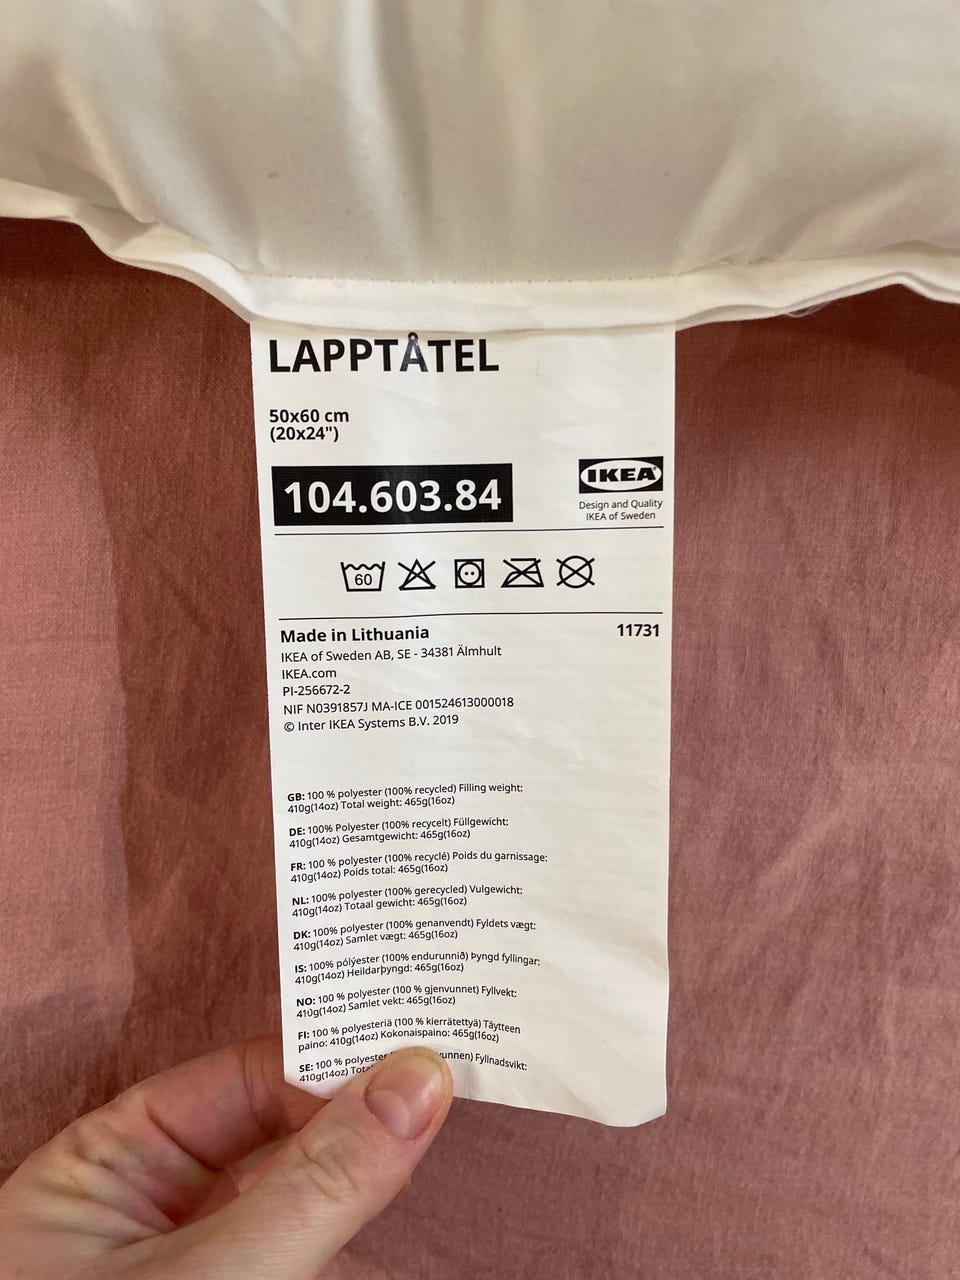 LAPPTÅTEL
50x60 cm
(20x24")
104.603.84
IKEA®
Design and Quality
IKEA of Sweden
60
Made in Lithuania
11731
IKEA of Sweden AB, SE - 34381 Älmhult
IKEA.com
PI-256672-2
NIF N0391857J MA-ICE 001524613000018
© Inter IKEA Systems B.V. 2019
GB: 100 % polyester (100% recycled) Filling weight:
410g(14oz) Total weight: 465g(16oz)
DE: 100% Polyester (100% recycelt) Füllgewicht:
410g(14oz) Gesamtgewicht: 465g(16oz)
FR: 100 % polyester (100% recyclé) Poids du garnissage:
410g(14oz) Poids total: 465g(16oz)
NL: 100% polyester (100% gerecycled) Vulgewicht:
410g(14oz) Totaal gewicht: 465g(16oz)
DK: 100% polyester (100% genanvendt) Fyldets vægt:
410g(14oz) Samlet vægt: 465g(16oz)
IS: 100% pólýester (100% endurunnið) Þyngd fyllingar:
410g(14oz) Heildarþyngd: 465g(16oz)
NO: 100 % polyester (100 % gjenvunnet) Fyllvekt:
410g(14oz) Samlet vekt: 465g(16oz)
FI: 100 % polyesteriä (100 % kierrätettyä) Täytteen
paino: 410g(14oz) Kokonaispaino: 465g(16oz)
SE: 100 % polyester Fyllnadsvikt:
410g(14oz)